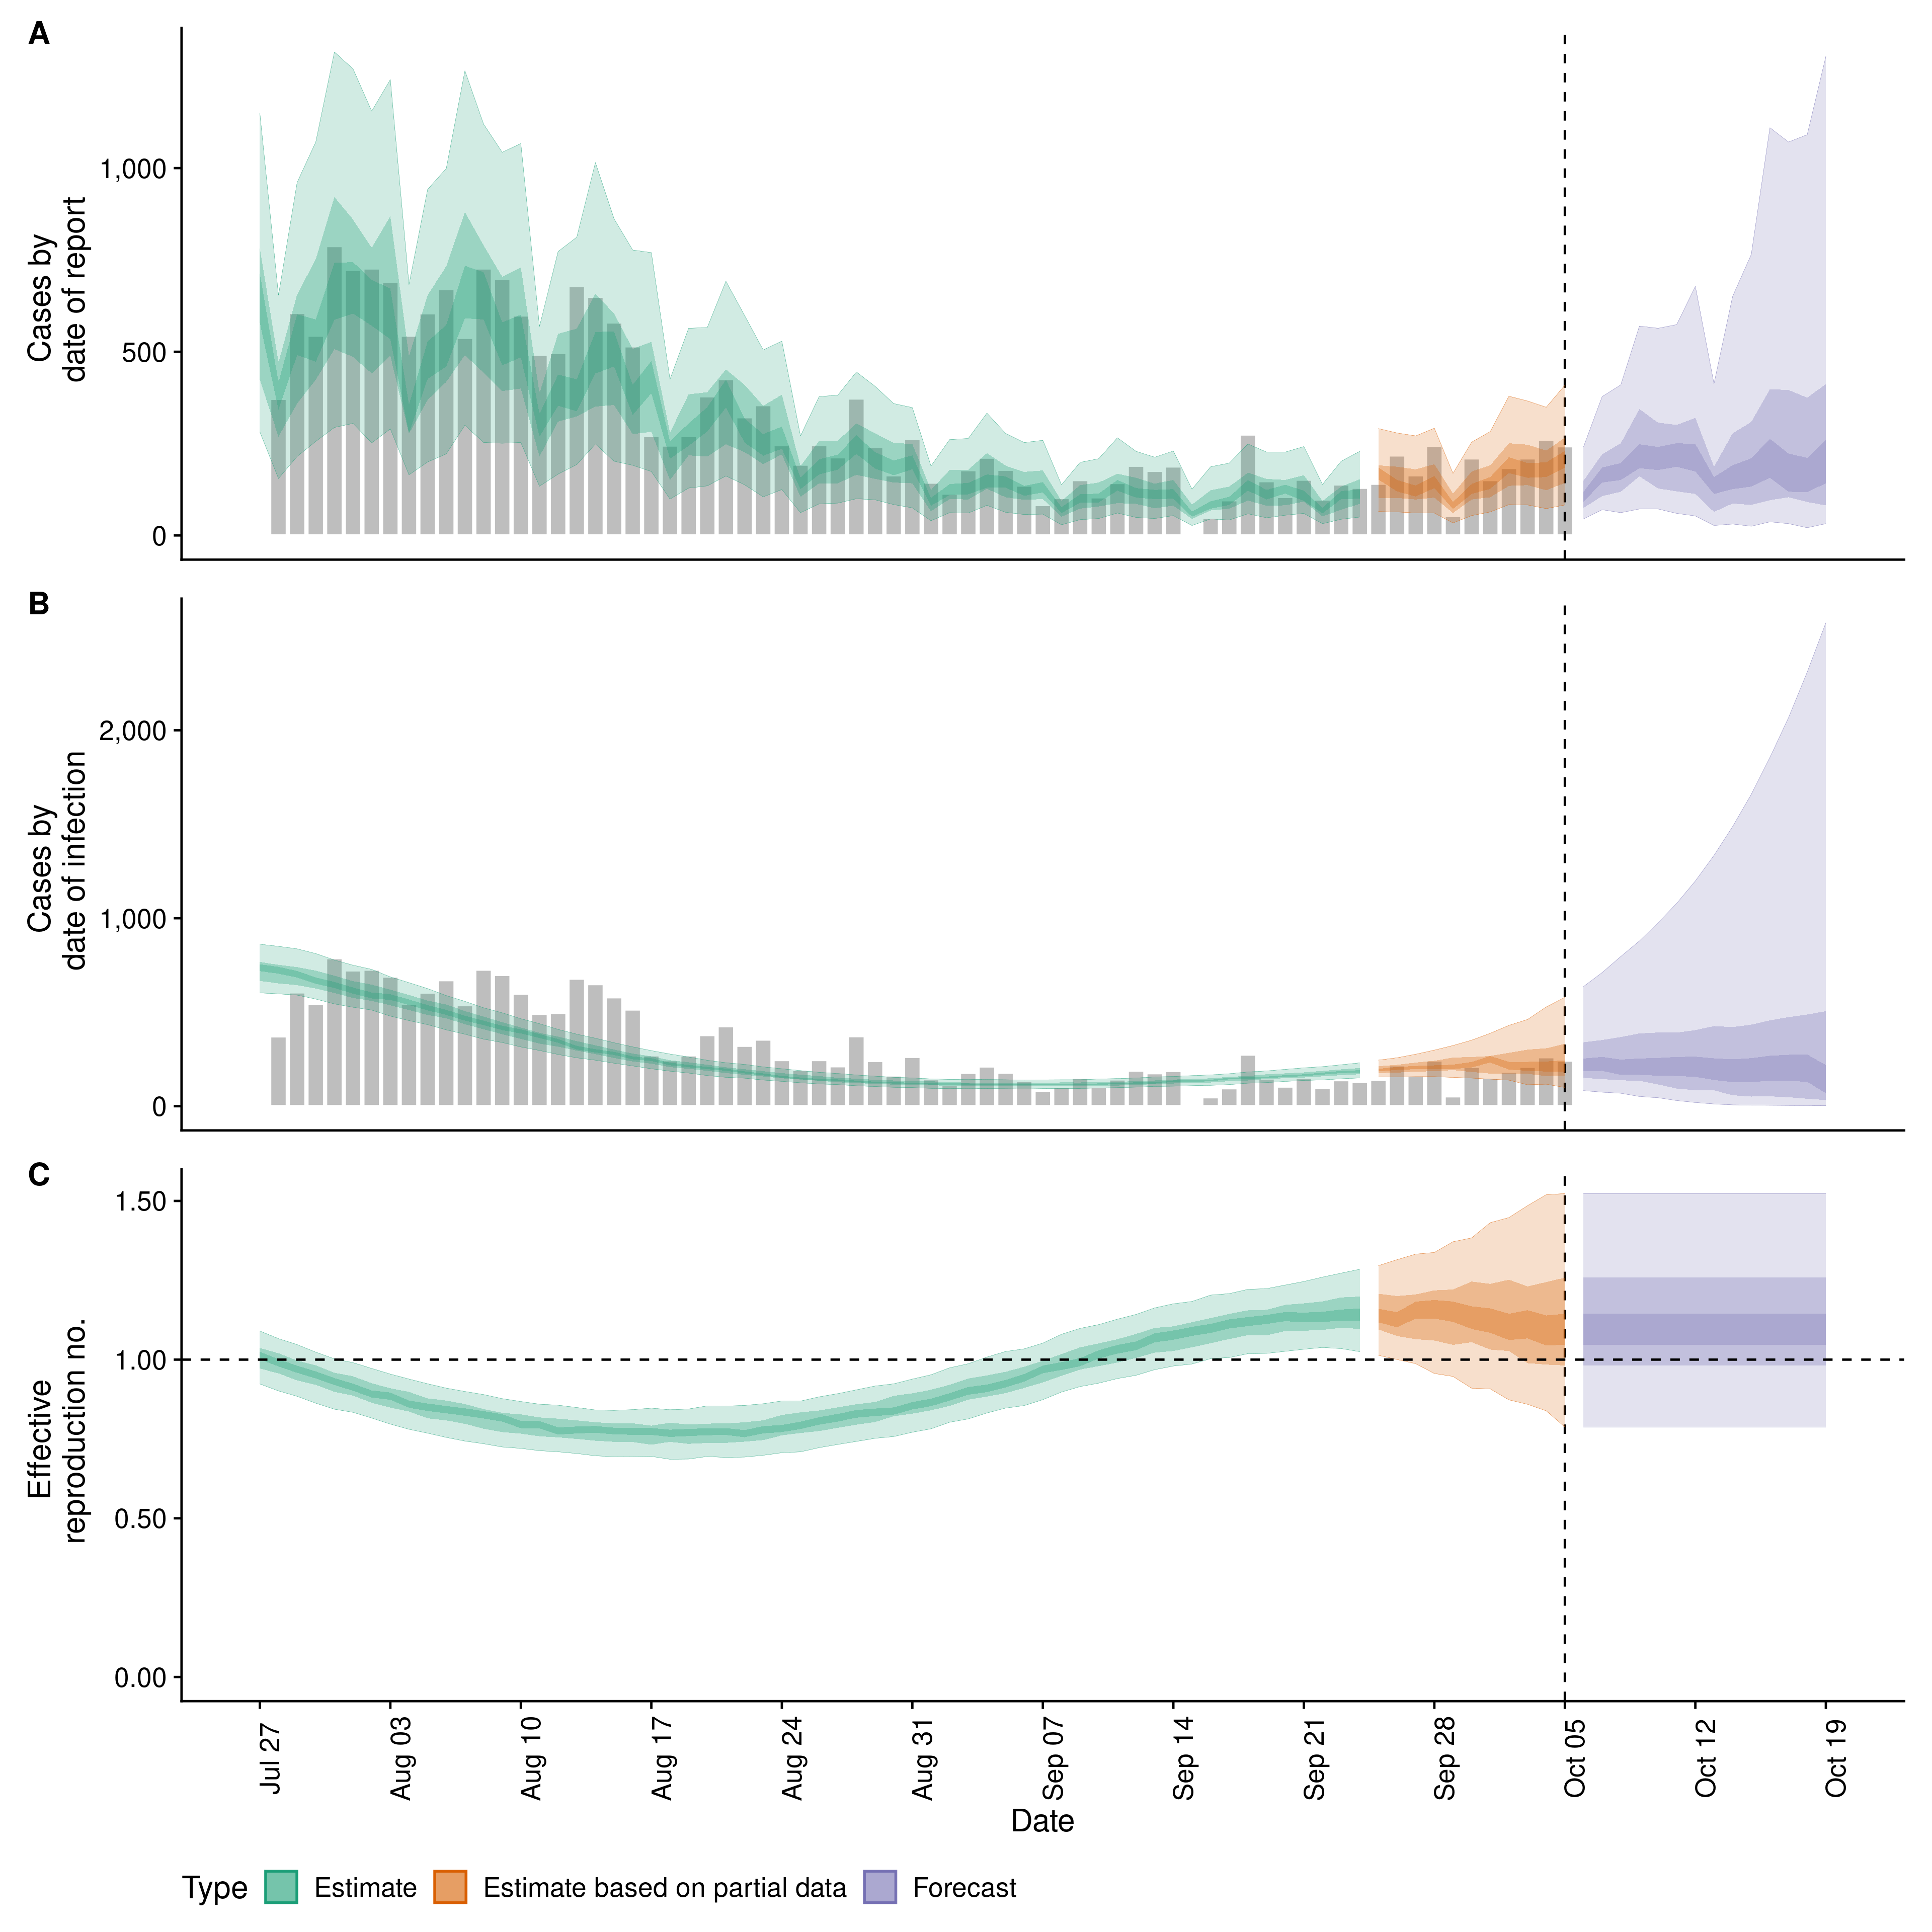 A
Cases by
date of report
1,000
500
0
B
Cases by
date of infection
2,000
1,000
0
C
Effective
reproduction no.
1.50
1.00
0.50
0.00
Jul 27
Aug 03
Aug 10
Aug 17
Aug 24
Aug 31
Sep 07
Sep 14
Sep 21
Sep 28
Oct 05
Oct 12
Oct 19
Date
Type Estimate Estimate based on partial data Forecast